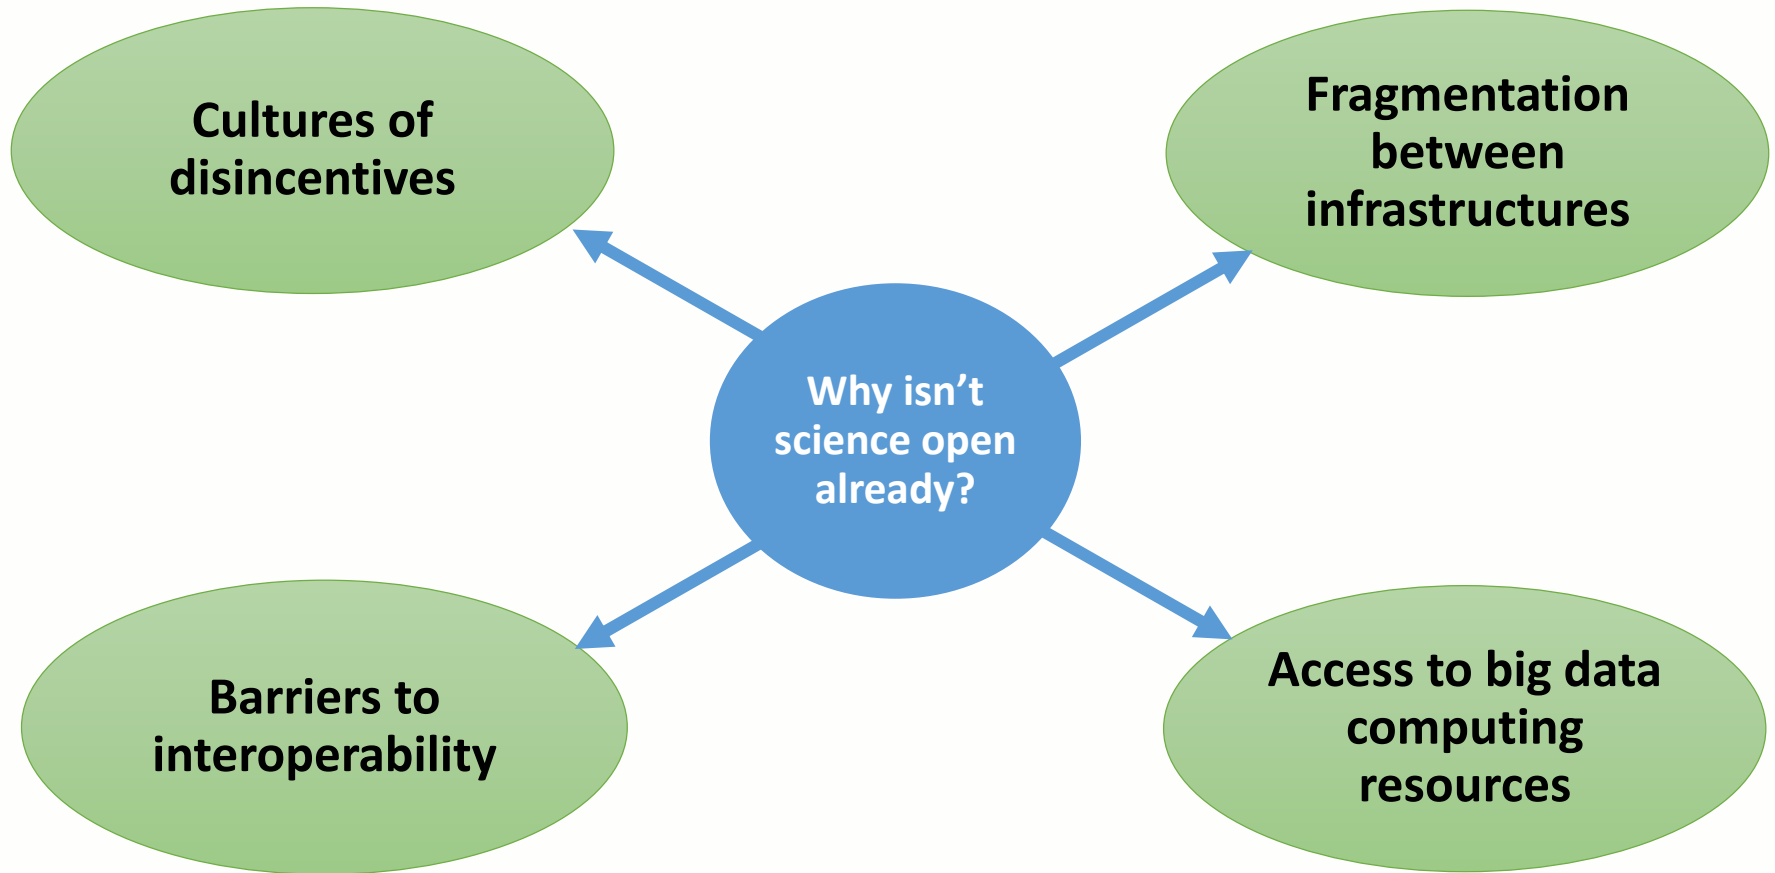 Cultures of
disincentives
Fragmentation
between
infrastructures
Why isn’t
science open
already?
Barriers to
interoperability
Access to big data
computing
resources